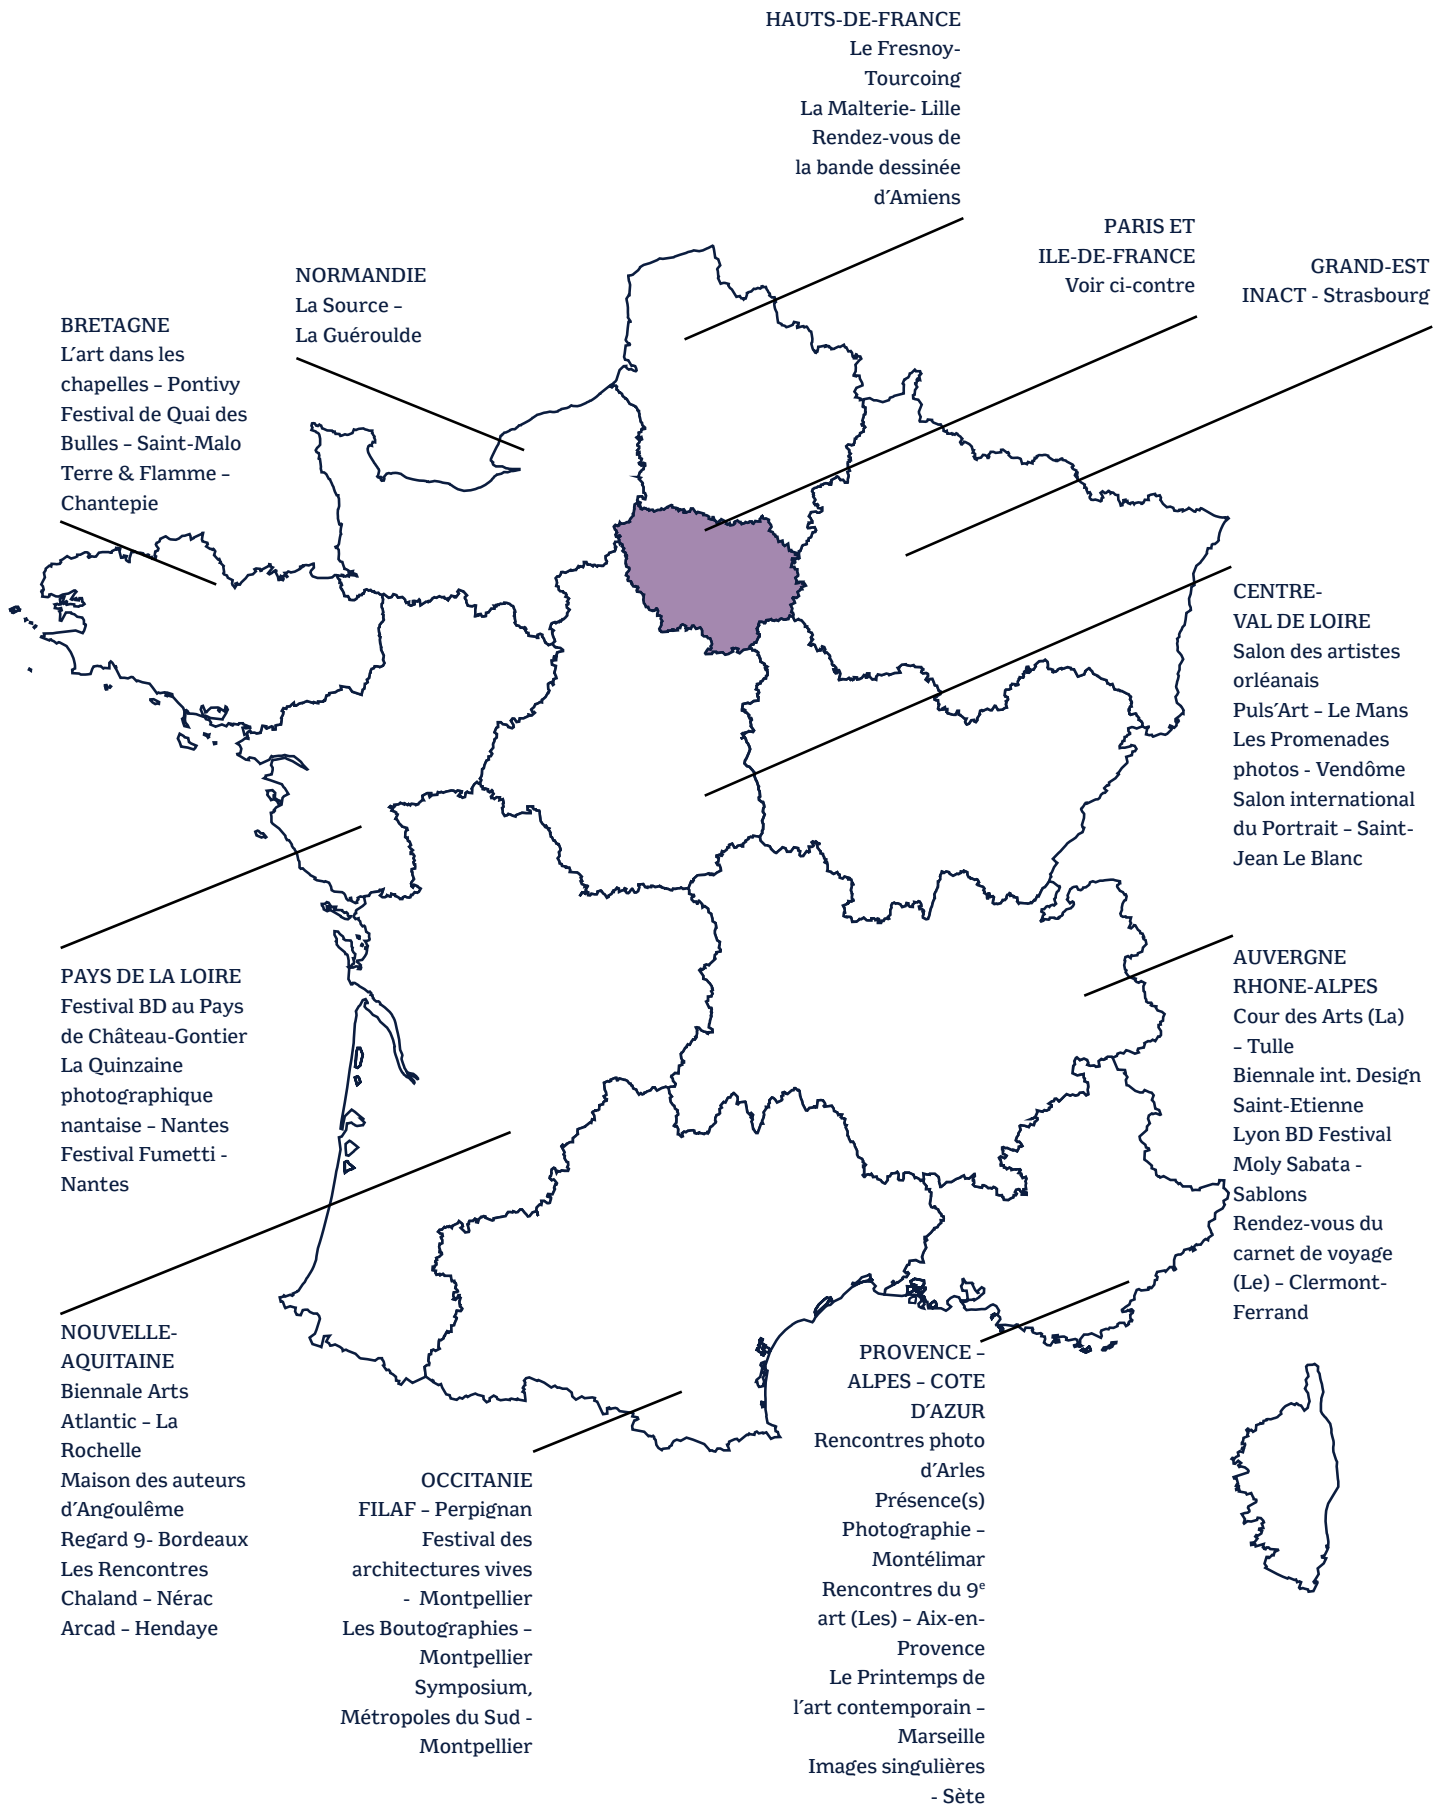 HAUTS-DE-FRANCE
Le Fresnoy-
Tourcoing
La Malterie- Lille
Rendez-vous de
la bande dessinée
d’Amiens
PARIS ET
ILE-DE-FRANCE
Voir ci-contre
GRAND-EST
INACT - Strasbourg
NORMANDIE
La Source –
La Guéroulde
BRETAGNE
L’art dans les
chapelles – Pontivy
Festival de Quai des
Bulles – Saint-Malo
Terre & Flamme –
Chantepie
CENTRE-
VAL DE LOIRE
Salon des artistes
orléanais
Puls’Art – Le Mans
Les Promenades
photos - Vendôme
Salon international
du Portrait – Saint-
Jean Le Blanc
PAYS DE LA LOIRE
Festival BD au Pays
de Château-Gontier
La Quinzaine
photographique
nantaise – Nantes
Festival Fumetti -
Nantes
AUVERGNE
RHONE-ALPES
Cour des Arts (La)
– Tulle
Biennale int. Design
Saint-Etienne
Lyon BD Festival
Moly Sabata -
Sablons
Rendez-vous du
carnet de voyage
(Le) – Clermont-
Ferrand
NOUVELLE-
AQUITAINE
Biennale Arts
Atlantic – La
Rochelle
Maison des auteurs
d’Angoulême
Regard 9- Bordeaux
Les Rencontres
Chaland – Nérac
Arcad – Hendaye
OCCITANIE
FILAF – Perpignan
Festival des
architectures vives
- Montpellier
Les Boutographies –
Montpellier
Symposium,
Métropoles du Sud -
Montpellier
PROVENCE –
ALPES – COTE
D’AZUR
Rencontres photo
d’Arles
Présence(s)
Photographie –
Montélimar
Rencontres du 9ᵉ
art (Les) – Aix-en-
Provence
Le Printemps de
l’art contemporain –
Marseille
Images singulières
- Sète